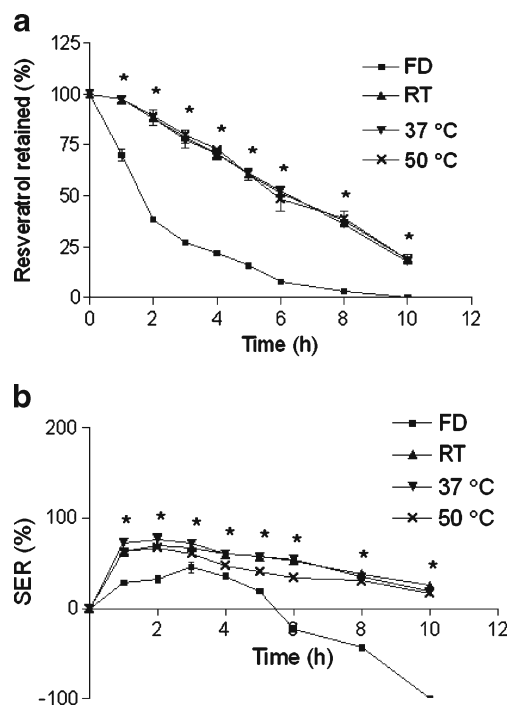 a
Resveratrol retained (%)
125
100
75
50
25
0
* * * * * * * *
FD
RT
37 °C
50 °C
0 2 4 6 8 10 12
Time (h)
b
SER (%)
200
100
0
-100
* * * * * * * *
FD
RT
37 °C
50 °C
2 4 6 8 10 12
Time (h)